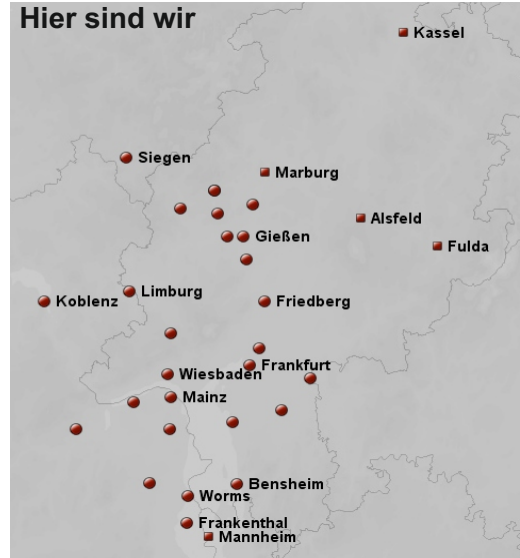 Hier sind wir
Kassel
Siegen
Marburg
Alsfeld
Gießen
Fulda
Limburg
Koblenz
Friedberg
Frankfurt
Wiesbaden
Mainz
Bensheim
Worms
Frankenthal
Mannheim